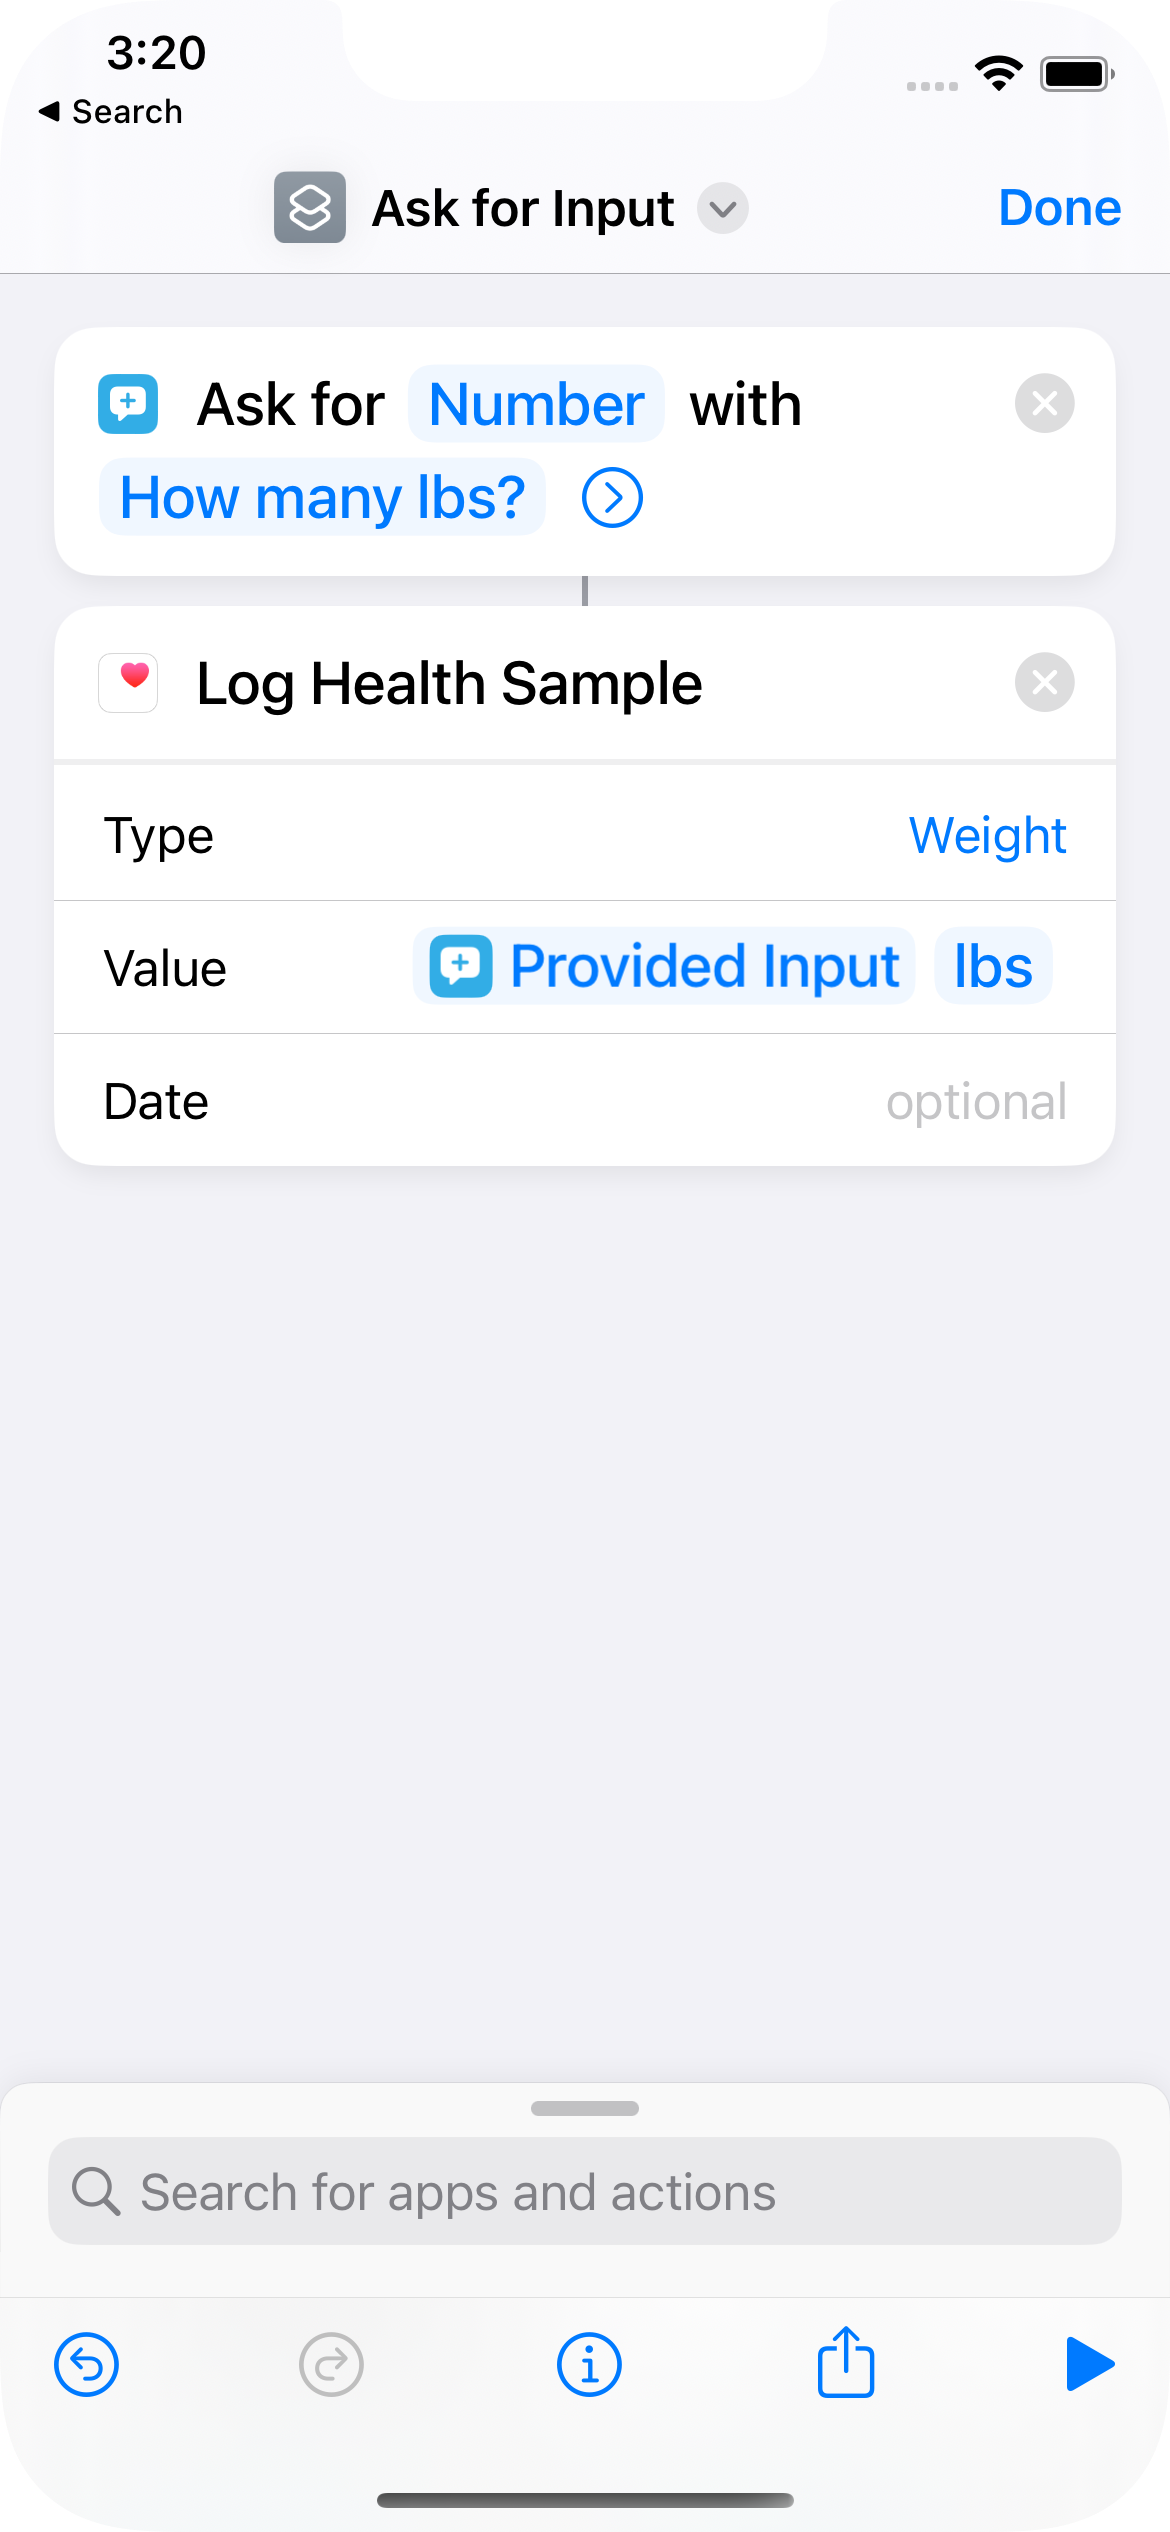 3:20
◀ Search
Ask for Input
Done
Ask for Number with
How many lbs?
Log Health Sample
Type Weight
Value Provided Input lbs
Date optional
Search for apps and actions